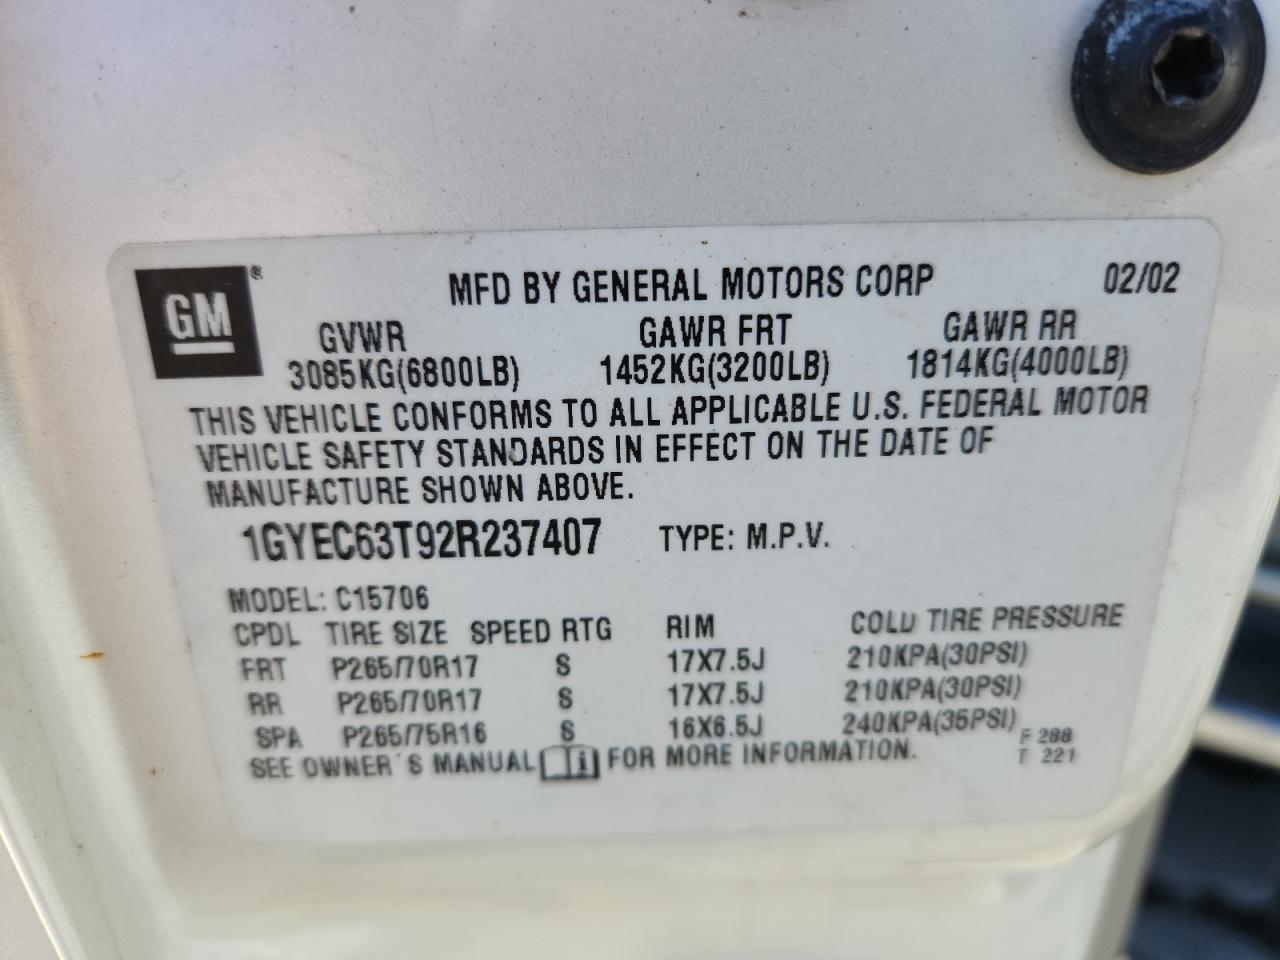 GM ®
MFD BY GENERAL MOTORS CORP 02/02
GVWR GAWR FRT GAWR RR
3085KG(6800LB) 1452KG(3200LB) 1814KG(4000LB)
THIS VEHICLE CONFORMS TO ALL APPLICABLE U.S. FEDERAL MOTOR
VEHICLE SAFETY STANDARDS IN EFFECT ON THE DATE OF
MANUFACTURE SHOWN ABOVE.
1GYEC63T92R237407 TYPE: M.P.V.
MODEL: C15706
CPDL TIRE SIZE SPEED RTG RIM COLD TIRE PRESSURE
FRT P265/70R17 S 17X7.5J 210KPA(30PSI)
RR P265/70R17 S 17X7.5J 210KPA(30PSI)
SPA P265/75R16 S 16X6.5J 240KPA(35PSI) F 288
SEE OWNER'S MANUAL i FOR MORE INFORMATION. T 221